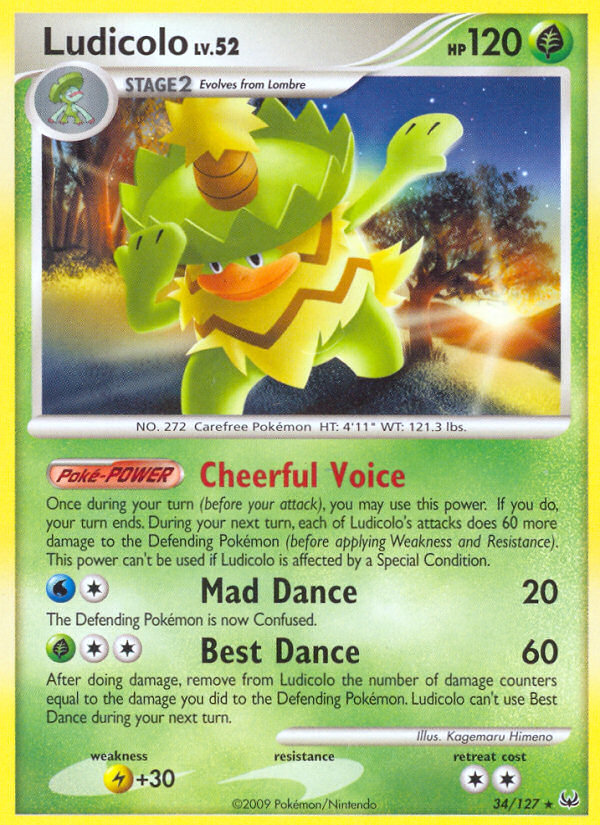 Ludicolo LV.52 HP 120
STAGE2 Evolves from Lombre
NO. 272 Carefree Pokémon HT: 4'11" WT: 121.3 lbs.
Poké-POWER Cheerful Voice
Once during your turn (before your attack), you may use this power. If you do,
your turn ends. During your next turn, each of Ludicolo's attacks does 60 more
damage to the Defending Pokémon (before applying Weakness and Resistance).
This power can't be used if Ludicolo is affected by a Special Condition.
Mad Dance 20
The Defending Pokémon is now Confused.
Best Dance 60
After doing damage, remove from Ludicolo the number of damage counters
equal to the damage you did to the Defending Pokémon. Ludicolo can't use Best
Dance during your next turn.
Illus. Kagemaru Himeno
weakness resistance retreat cost
+30
©2009 Pokémon/Nintendo 34/127 ★